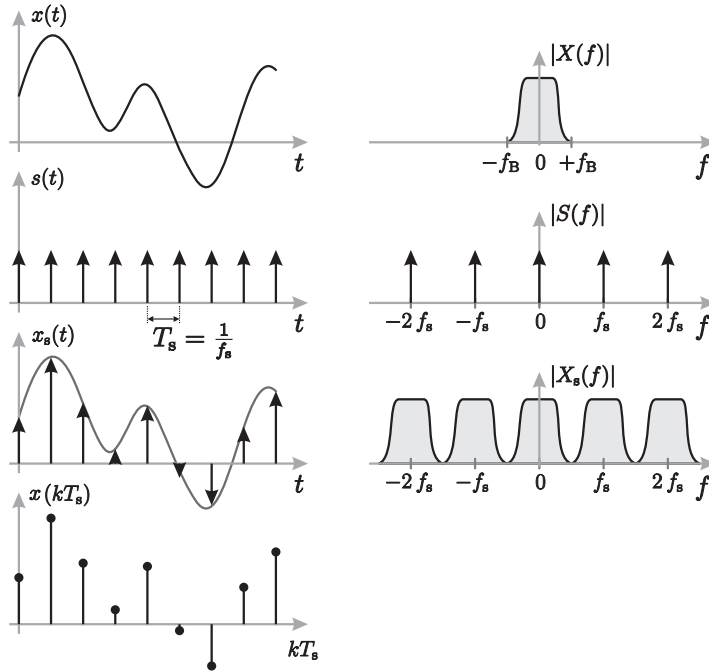 x(t)
t
|X(f)|
−f_B 0 +f_B f
s(t)
t
T_s = 1/f_s
|S(f)|
−2 f_s −f_s 0 f_s 2 f_s f
x_s(t)
t
|X_s(f)|
−2 f_s −f_s 0 f_s 2 f_s f
x(kT_s)
kT_s